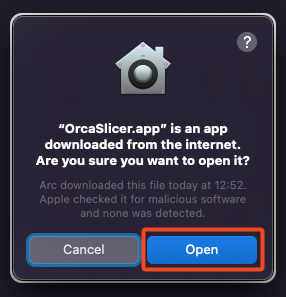 ?
“OrcaSlicer.app” is an app
downloaded from the internet.
Are you sure you want to open it?
Arc downloaded this file today at 12:52.
Apple checked it for malicious software
and none was detected.
Cancel
Open